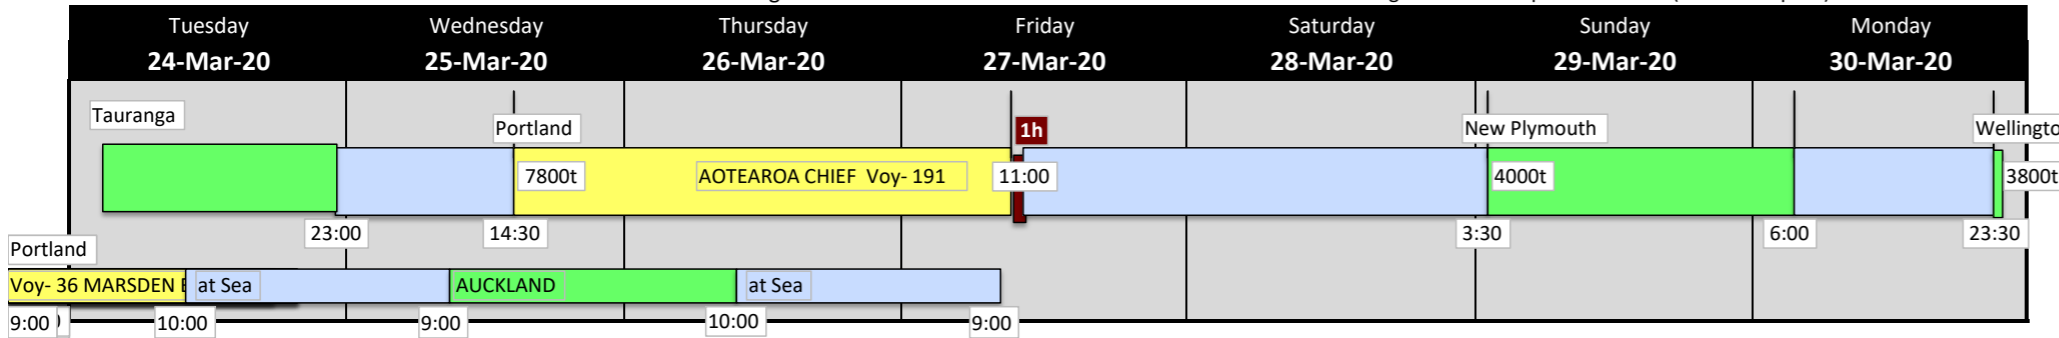 Tuesday Wednesday Thursday Friday Saturday Sunday Monday
24-Mar-20 25-Mar-20 26-Mar-20 27-Mar-20 28-Mar-20 29-Mar-20 30-Mar-20
Tauranga
Portland 1h New Plymouth Wellingto
7800t AOTEAROA CHIEF Voy- 191 11:00 4000t 3800t
23:00 14:30 3:30 6:00 23:30
Portland
Voy- 36 MARSDEN at Sea AUCKLAND at Sea
9:00 10:00 9:00 10:00 9:00